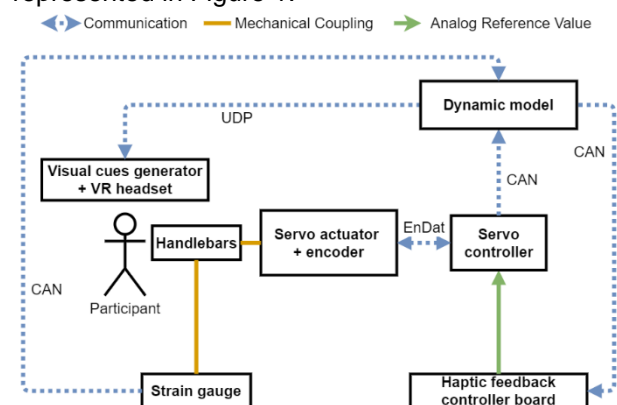 represented in Figure 1.
Communication
Mechanical Coupling
Analog Reference Value
Dynamic model
UDP
CAN
Visual cues generator
+ VR headset
CAN
EnDat
Handlebars
Servo actuator
+ encoder
Servo
controller
CAN
Participant
Strain gauge
Haptic feedback
controller board